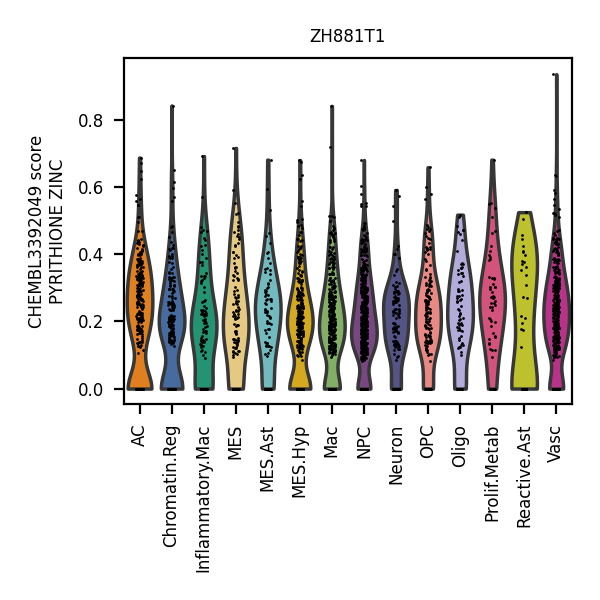 ZH881T1
CHEMBL3392049 score
PYRITHIONE ZINC
0.8
0.6
0.4
0.2
0.0
AC
Chromatin.Reg
Inflammatory.Mac
MES
MES.Ast
MES.Hyp
Mac
NPC
Neuron
OPC
Oligo
Prolif.Metab
Reactive.Ast
Vasc